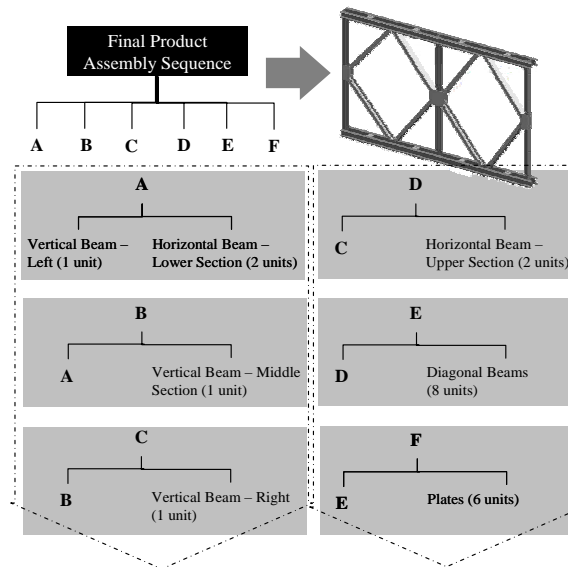 Final Product
Assembly Sequence
A B C D E F
A
Vertical Beam –
Left (1 unit)
Horizontal Beam –
Lower Section (2 units)
B
A
Vertical Beam – Middle
Section (1 unit)
C
B
Vertical Beam – Right
(1 unit)
D
C
Horizontal Beam –
Upper Section (2 units)
E
D
Diagonal Beams
(8 units)
F
E
Plates (6 units)